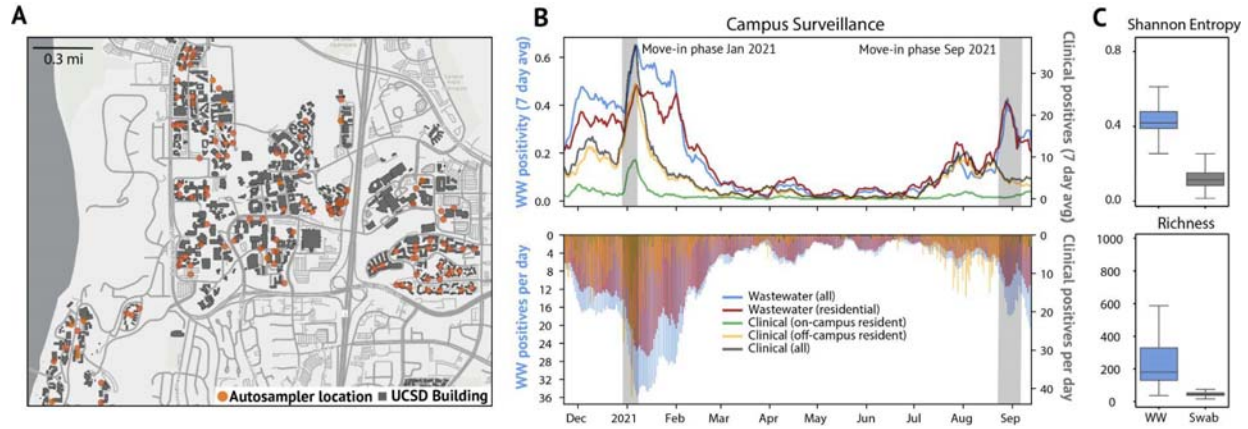 A
0.3 mi
Autosampler location
UCSD Building
B
Campus Surveillance
Move-in phase Jan 2021
Move-in phase Sep 2021
WW positivity (7 day avg)
0.6
0.4
0.2
0.0
Clinical positives (7 day avg)
30
20
10
0
WW positives per day
0
4
8
12
16
20
24
28
32
36
Clinical positives per day
0
10
20
30
40
Wastewater (all)
Wastewater (residential)
Clinical (on-campus resident)
Clinical (off-campus resident)
Clinical (all)
Dec 2021 Feb Mar Apr May Jun Jul Aug Sep
C
Shannon Entropy
0.8
0.4
0.0
Richness
1000
800
600
400
200
0
WW Swab